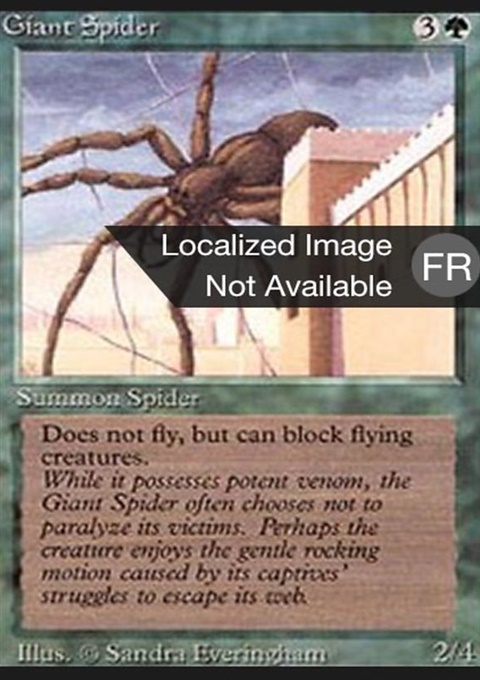 Giant Spider 3
Localized Image
FR
Not Available
Summon Spider
Does not fly, but can block flying
creatures.
While it possesses potent venom, the
Giant Spider often chooses not to
paralyze its victims. Perhaps the
creature enjoys the gentle rocking
motion caused by its captives'
struggles to escape its web.
Illus. © Sandra Everingham 2/4